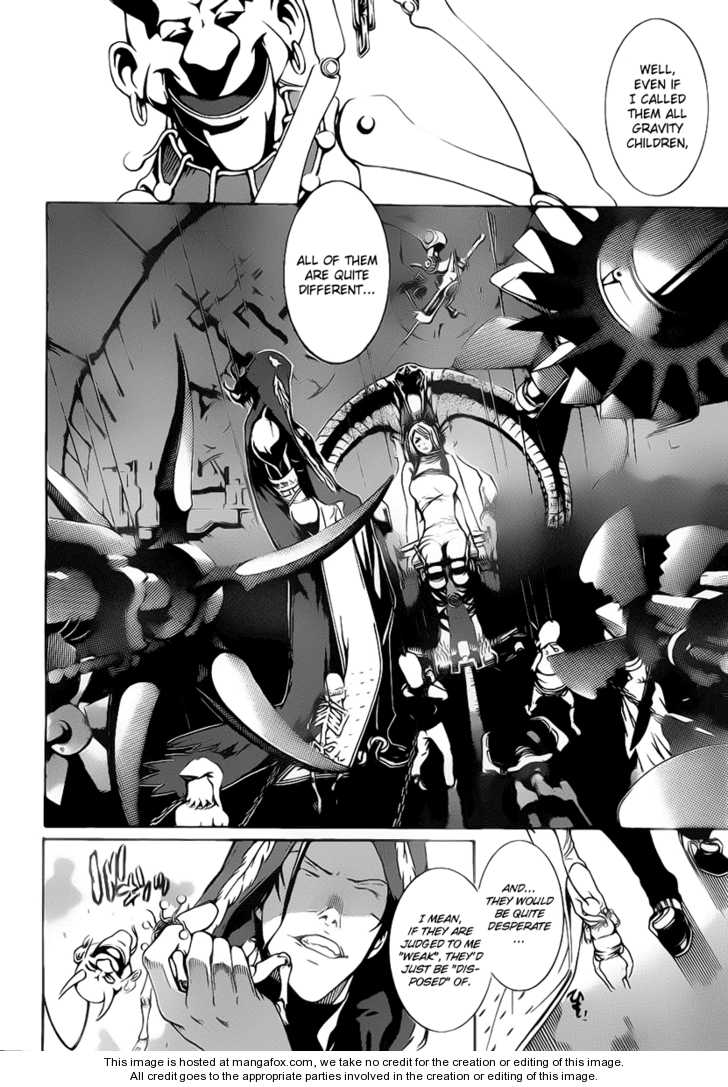 WELL,
EVEN IF
I CALLED
THEM ALL
GRAVITY
CHILDREN,
ALL OF THEM
ARE QUITE
DIFFERENT...
AND...
THEY WOULD
BE QUITE
DESPERATE
...
I MEAN,
IF THEY ARE
JUDGED TO ME
"WEAK", THEY'D
JUST BE "DIS-
POSED" OF.
This image is hosted at mangafox.com, we take no credit for the creation or editing of this image.
All credit goes to the appropriate parties involved in the creation or editing of this image.